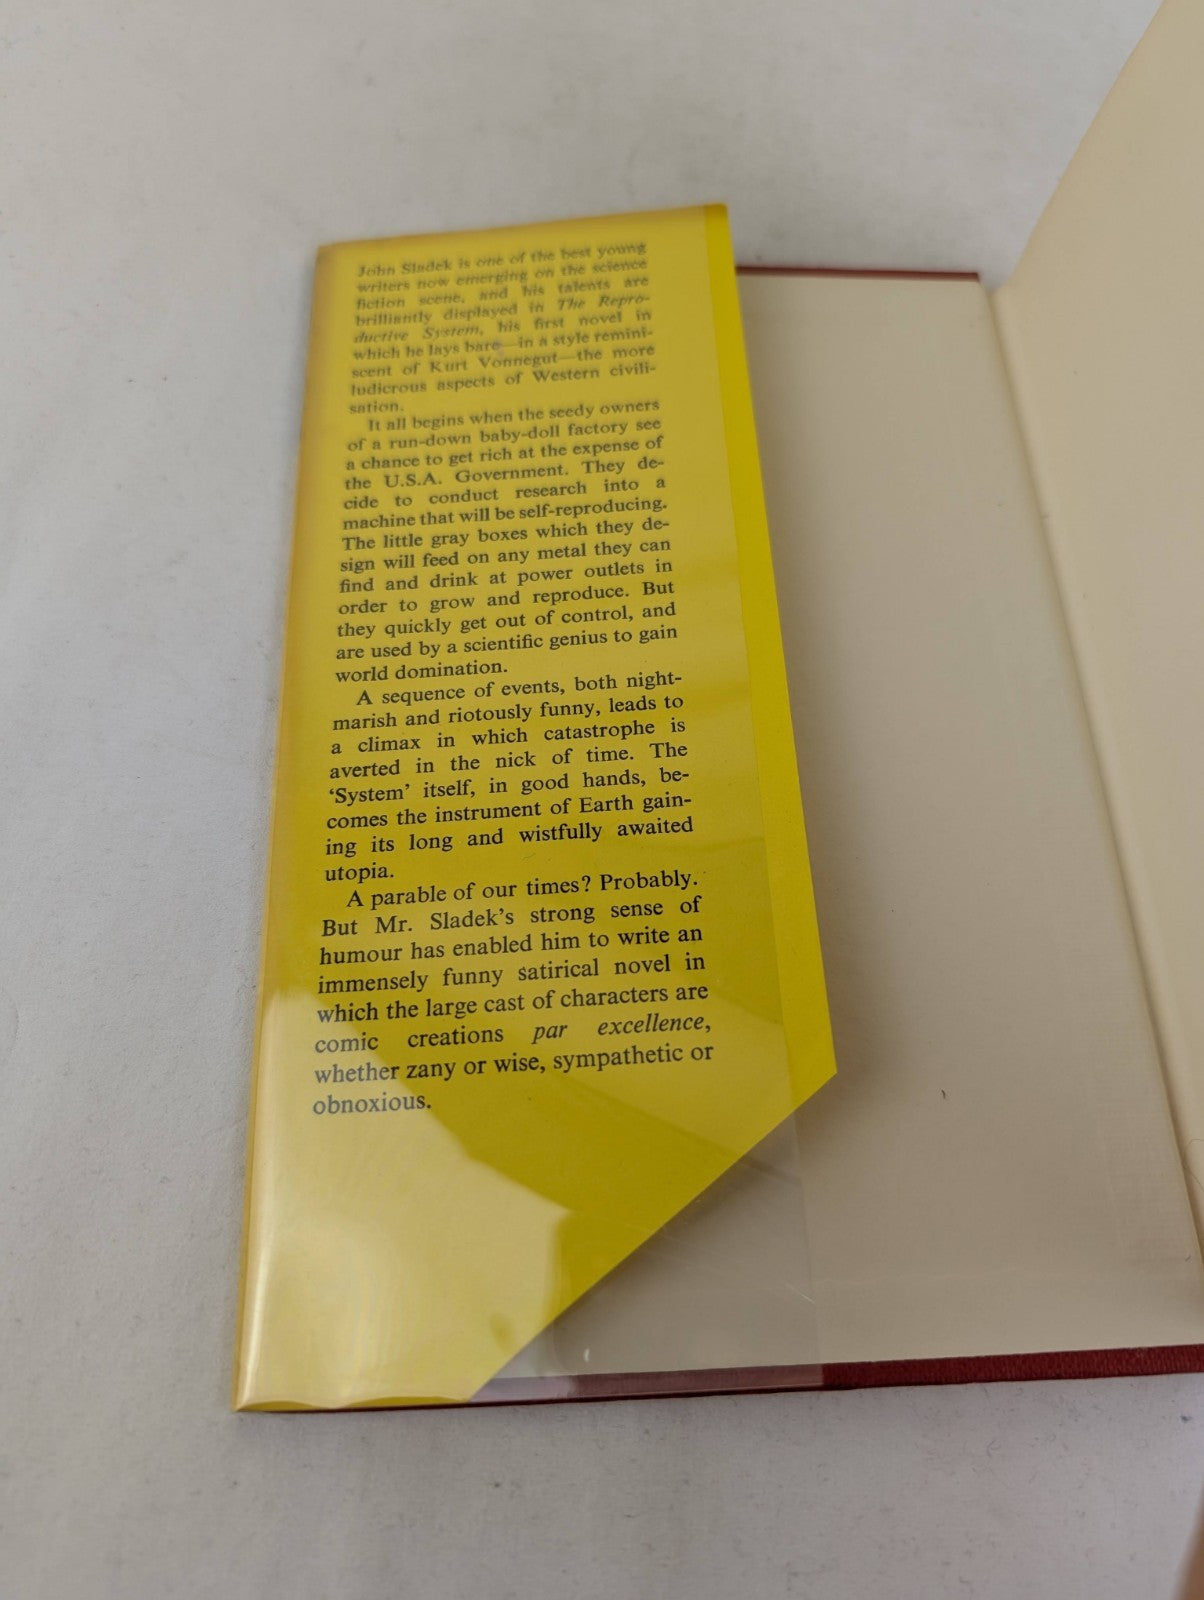 John Sladek is one of the best young
writers now emerging on the science
fiction scene, and his talents are
brilliantly displayed in The Repro-
ductive System, his first novel in
which he lays bare—in a style remini-
scent of Kurt Vonnegut—the more
ludicrous aspects of Western civili-
sation.
It all begins when the seedy owners
of a run-down baby-doll factory see
a chance to get rich at the expense of
the U.S.A. Government. They de-
cide to conduct research into a
machine that will be self-reproducing.
The little gray boxes which they de-
sign will feed on any metal they can
find and drink at power outlets in
order to grow and reproduce. But
they quickly get out of control, and
are used by a scientific genius to gain
world domination.
A sequence of events, both night-
marish and riotously funny, leads to
a climax in which catastrophe is
averted in the nick of time. The
‘System’ itself, in good hands, be-
comes the instrument of Earth gain-
ing its long and wistfully awaited
utopia.
A parable of our times? Probably.
But Mr. Sladek’s strong sense of
humour has enabled him to write an
immensely funny satirical novel in
which the large cast of characters are
comic creations par excellence,
whether zany or wise, sympathetic or
obnoxious.